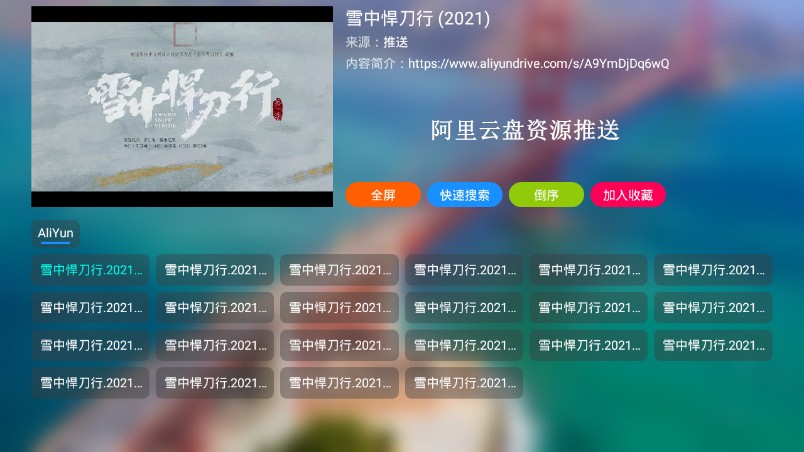 雪中悍刀行 (2021)
来源：推送
内容简介：https://www.aliyundrive.com/s/A9YmDjDq6wQ
雪中悍刀行
SWORD
SNOW
STRIDE
阿里云盘资源推送
全屏 快速搜索 倒序 加入收藏
AliYun
雪中悍刀行.2021... 雪中悍刀行.2021... 雪中悍刀行.2021... 雪中悍刀行.2021... 雪中悍刀行.2021... 雪中悍刀行.2021...
雪中悍刀行.2021... 雪中悍刀行.2021... 雪中悍刀行.2021... 雪中悍刀行.2021... 雪中悍刀行.2021... 雪中悍刀行.2021...
雪中悍刀行.2021... 雪中悍刀行.2021... 雪中悍刀行.2021... 雪中悍刀行.2021... 雪中悍刀行.2021... 雪中悍刀行.2021...
雪中悍刀行.2021... 雪中悍刀行.2021... 雪中悍刀行.2021... 雪中悍刀行.2021...